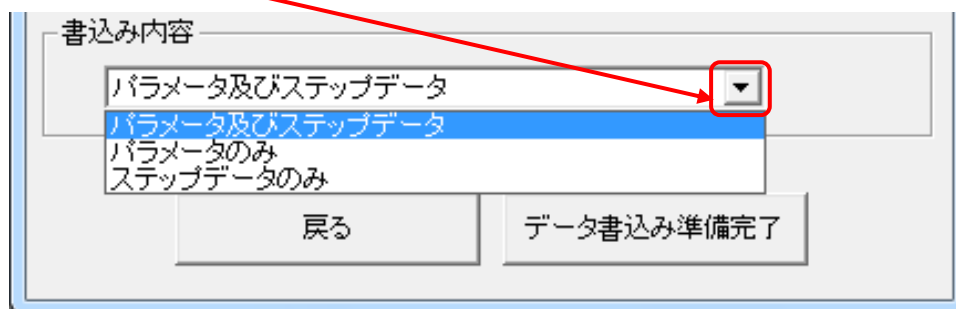 書込み内容
パラメータ及びステップデータ
パラメータ及びステップデータ
パラメータのみ
ステップデータのみ
戻る
データ書込み準備完了